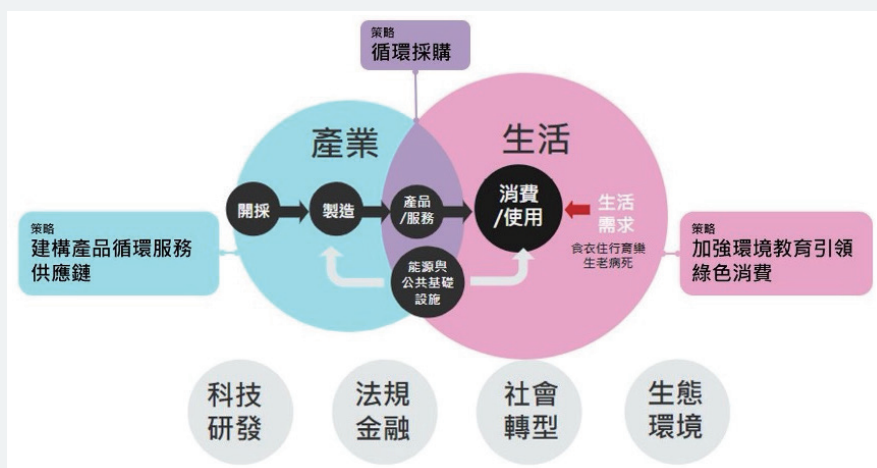 策略
循環採購
產業
生活
開採
製造
產品
/服務
消費
/使用
生活
需求
食衣住行育樂
生老病死
能源與
公共基礎
設施
策略
建構產品循環服務
供應鏈
策略
加強環境教育引領
綠色消費
科技
研發
法規
金融
社會
轉型
生態
環境